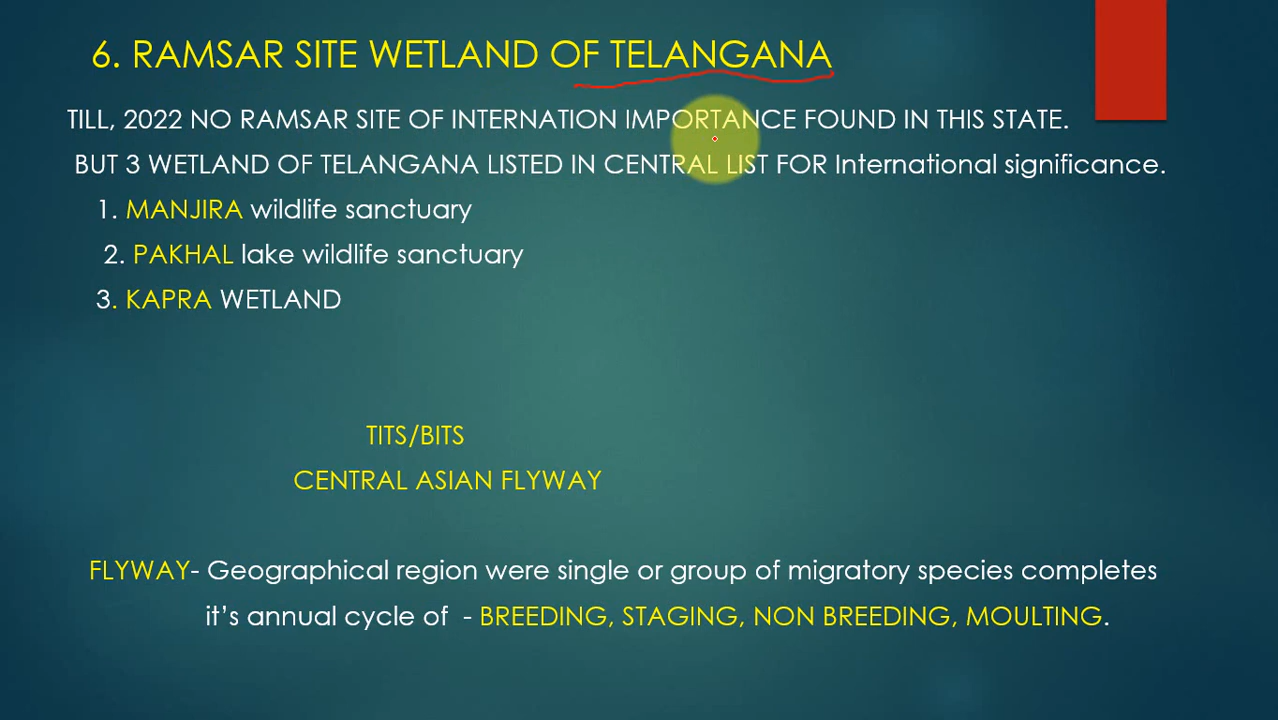 6. RAMSAR SITE WETLAND OF TELANGANA
TILL, 2022 NO RAMSAR SITE OF INTERNATION IMPORTANCE FOUND IN THIS STATE.
BUT 3 WETLAND OF TELANGANA LISTED IN CENTRAL LIST FOR International significance.
1. MANJIRA wildlife sanctuary
2. PAKHAL lake wildlife sanctuary
3. KAPRA WETLAND
TITS/BITS
CENTRAL ASIAN FLYWAY
FLYWAY- Geographical region were single or group of migratory species completes
it's annual cycle of - BREEDING, STAGING, NON BREEDING, MOULTING.